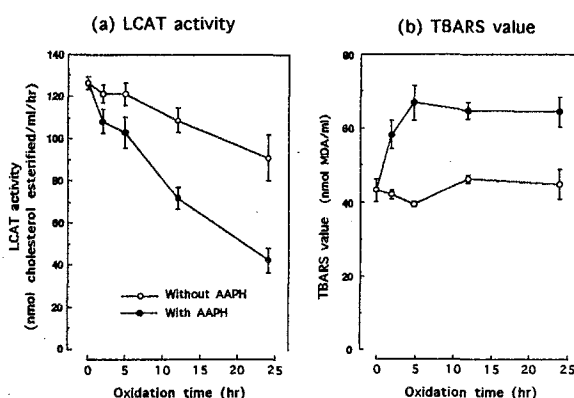 (a) LCAT activity
LCAT activity
(nmol cholesterol esterified/ml/hr)
140
120
100
80
60
40
20
0
Without AAPH
With AAPH
0 5 10 15 20 25
Oxidation time (hr)
(b) TBARS value
TBARS value (nmol MDA/ml)
80
60
40
20
0
0 5 10 15 20 25
Oxidation time (hr)